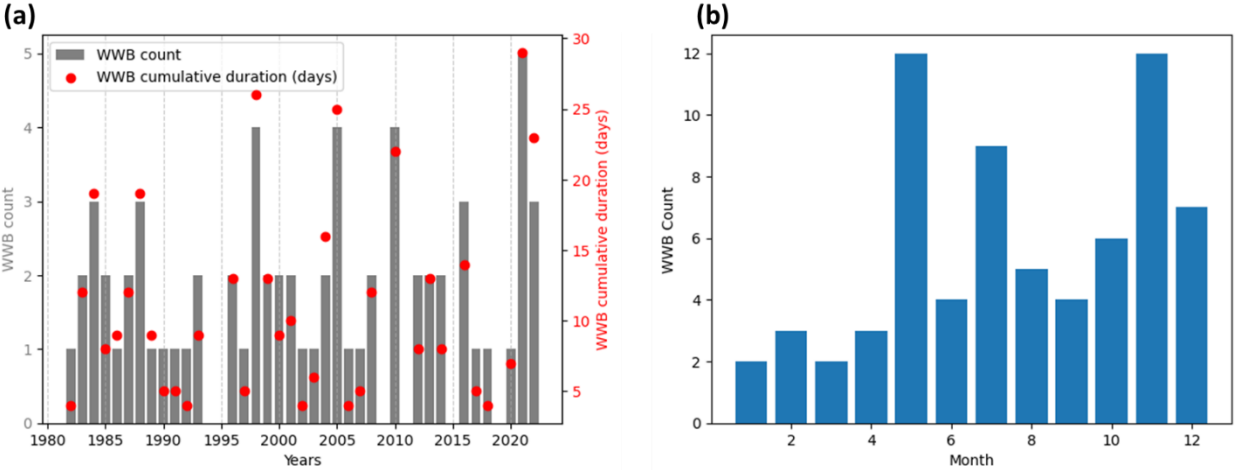 (a)
WWB count
WWB cumulative duration (days)
5
4
3
2
1
0
WWB count
30
25
20
15
10
5
WWB cumulative duration (days)
1980 1985 1990 1995 2000 2005 2010 2015 2020
Years
(b)
12
10
8
6
4
2
0
WWB Count
2 4 6 8 10 12
Month